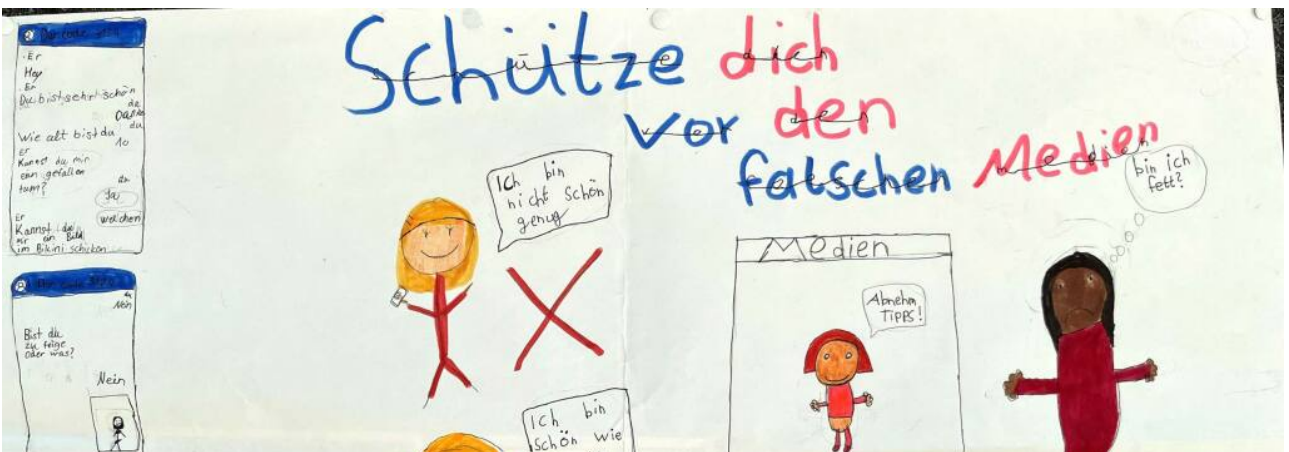 Er
Hey
Er
Du bist sehr schön
du
Danke
Wie alt bist du
du
10
Er
Kannst du mir
ein gefallen
tuhn?
du
Ja
welchen
Er
Kannst du
mir ein Bild
im Bikini schicken
du
Nein
Bist du
zu feige
oder was?
Nein
Schütze dich
vor den
falschen Medien
Ich bin
nicht schön
genug
Ich bin
schön wie
Medien
Abnehm
TIPPS!
bin ich
fett?